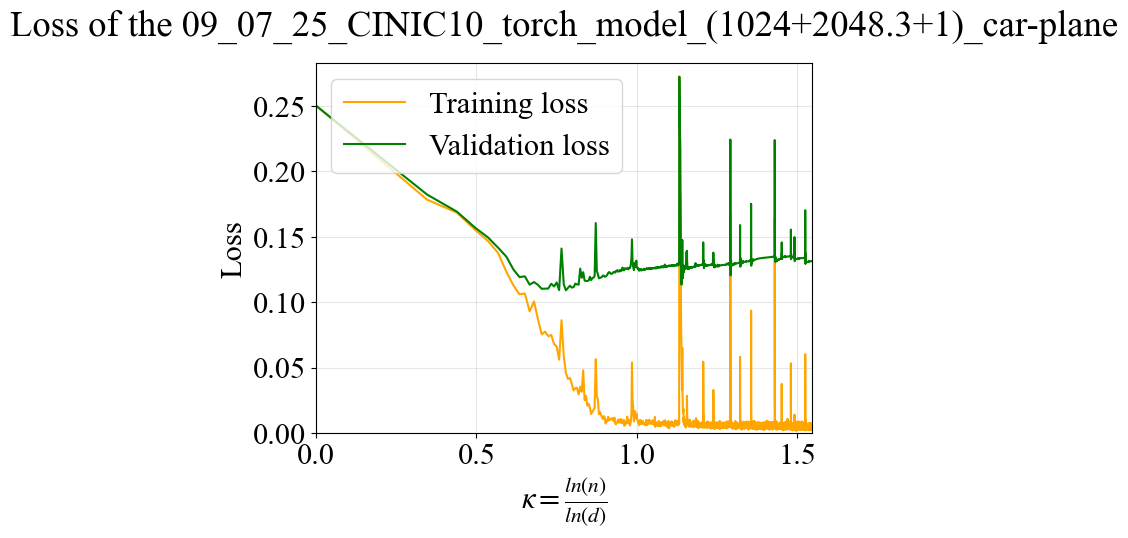 Loss of the 09_07_25_CINIC10_torch_model_(1024+2048.3+1)_car-plane
Training loss
Validation loss
Loss
0.25
0.20
0.15
0.10
0.05
0.00
0.0 0.5 1.0 1.5
κ = ln(n)/ln(d)